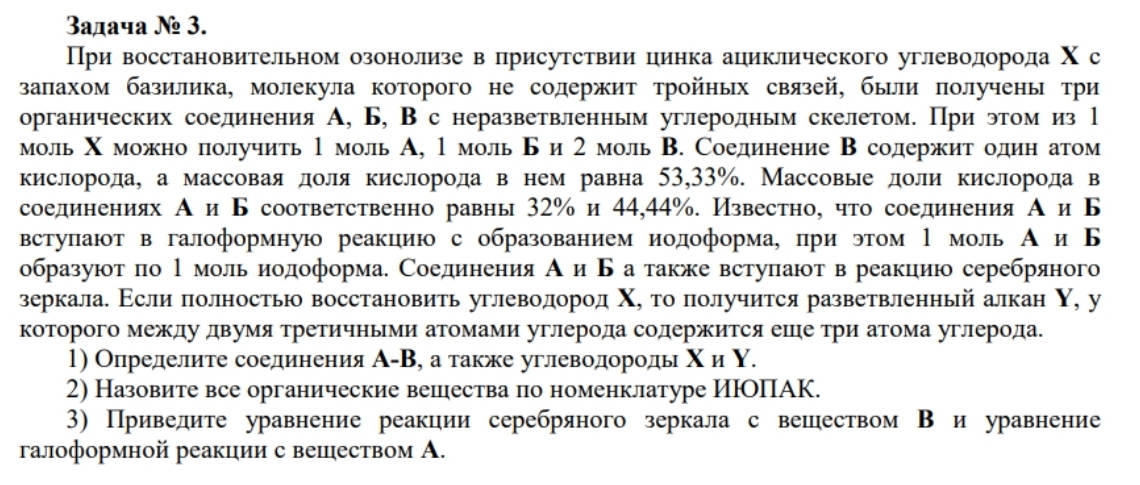 Задача № 3.
При восстановительном озонолизе в присутствии цинка ациклического углеводорода X с
запахом базилика, молекула которого не содержит тройных связей, были получены три
органических соединения А, Б, В с неразветвленным углеродным скелетом. При этом из 1
моль X можно получить 1 моль А, 1 моль Б и 2 моль В. Соединение В содержит один атом
кислорода, а массовая доля кислорода в нем равна 53,33%. Массовые доли кислорода в
соединениях А и Б соответственно равны 32% и 44,44%. Известно, что соединения А и Б
вступают в галоформную реакцию с образованием иодоформа, при этом 1 моль А и Б
образуют по 1 моль иодоформа. Соединения А и Б а также вступают в реакцию серебряного
зеркала. Если полностью восстановить углеводород X, то получится разветвленный алкан Y, у
которого между двумя третичными атомами углерода содержится еще три атома углерода.
1) Определите соединения А-В, а также углеводороды X и Y.
2) Назовите все органические вещества по номенклатуре ИЮПАК.
3) Приведите уравнение реакции серебряного зеркала с веществом В и уравнение
галоформной реакции с веществом А.